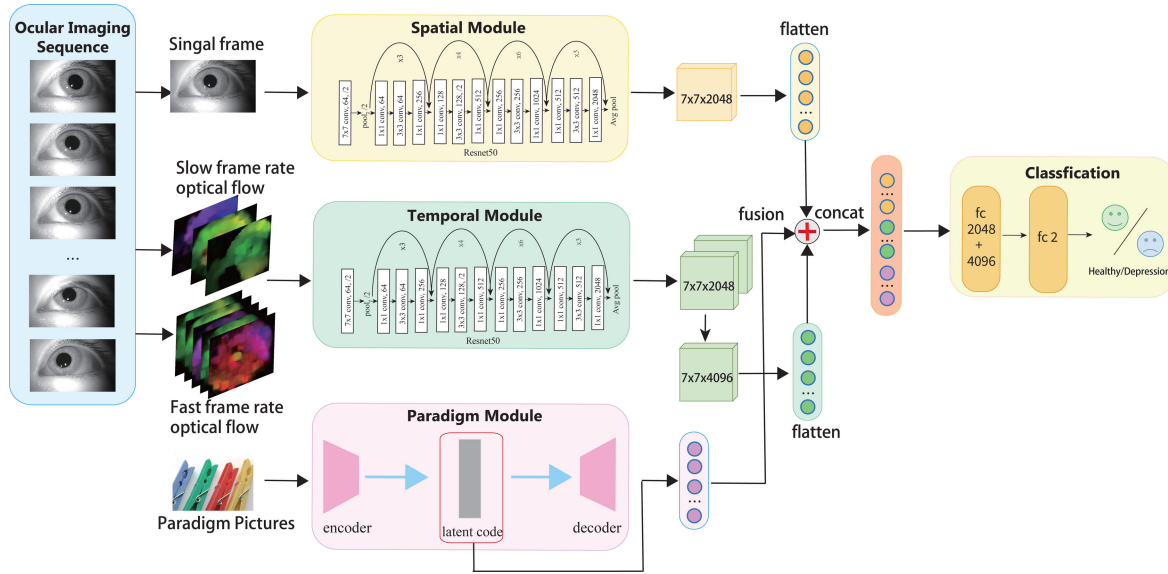 Ocular Imaging
Sequence
...
Singal frame
Slow frame rate
optical flow
Fast frame rate
optical flow
Paradigm Pictures
Spatial Module
x3
x4
x6
x3
7x7 conv, 64, /2
pool, /2
1x1 conv, 64
3x3 conv, 64
1x1 conv, 256
1x1 conv, 128
3x3 conv, 128, /2
1x1 conv, 512
1x1 conv, 256
3x3 conv, 256
1x1 conv, 1024
1x1 conv, 512
3x3 conv, 512
1x1 conv, 2048
Avg pool
Resnet50
Temporal Module
x3
x4
x6
x3
7x7 conv, 64, /2
pool, /2
1x1 conv, 64
3x3 conv, 64
1x1 conv, 256
1x1 conv, 128
3x3 conv, 128, /2
1x1 conv, 512
1x1 conv, 256
3x3 conv, 256
1x1 conv, 1024
1x1 conv, 512
3x3 conv, 512
1x1 conv, 2048
Avg pool
Resnet50
Paradigm Module
encoder
latent code
decoder
7x7x2048
7x7x2048
7x7x4096
flatten
...
fusion
concat
...
flatten
...
...
...
...
Classfication
fc
2048
+
4096
fc 2
Healthy/Depression